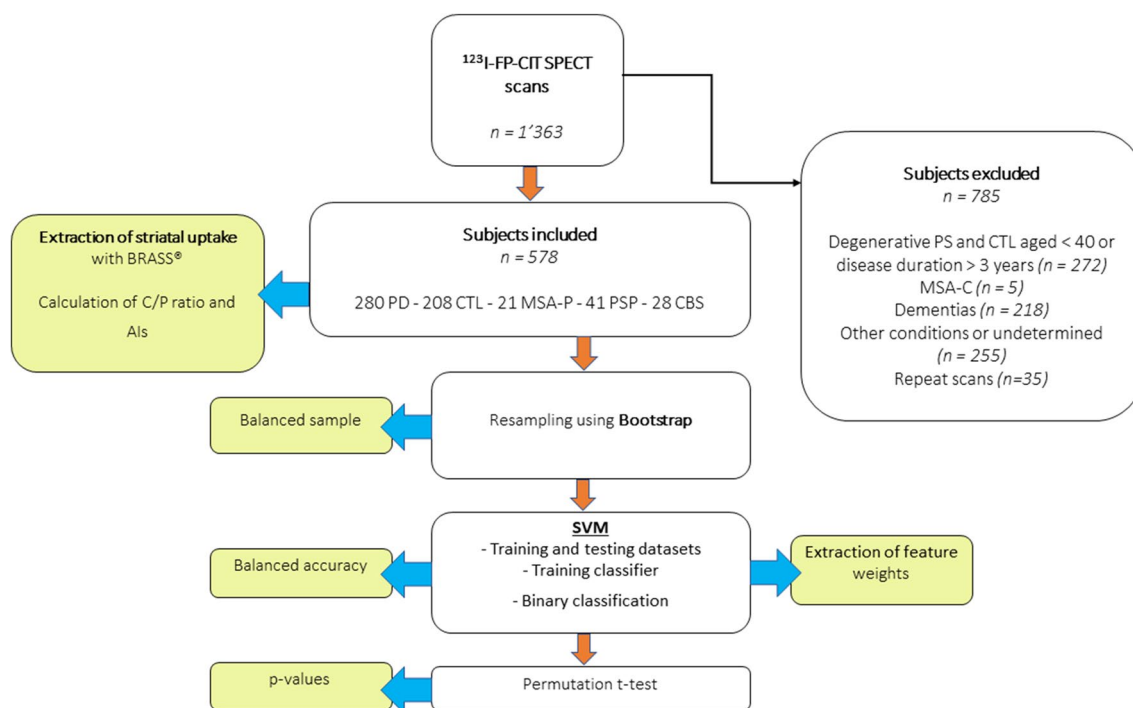 ¹²³I-FP-CIT SPECT
scans
n = 1’363
Subjects excluded
n = 785
Degenerative PS and CTL aged < 40 or
disease duration > 3 years (n = 272)
MSA-C (n = 5)
Dementias (n = 218)
Other conditions or undetermined
(n = 255)
Repeat scans (n=35)
Extraction of striatal uptake
with BRASS®
Calculation of C/P ratio and
AIs
Subjects included
n = 578
280 PD - 208 CTL - 21 MSA-P - 41 PSP - 28 CBS
Balanced sample
Resampling using Bootstrap
SVM
- Training and testing datasets
- Training classifier
- Binary classification
Balanced accuracy
Extraction of feature
weights
p-values
Permutation t-test